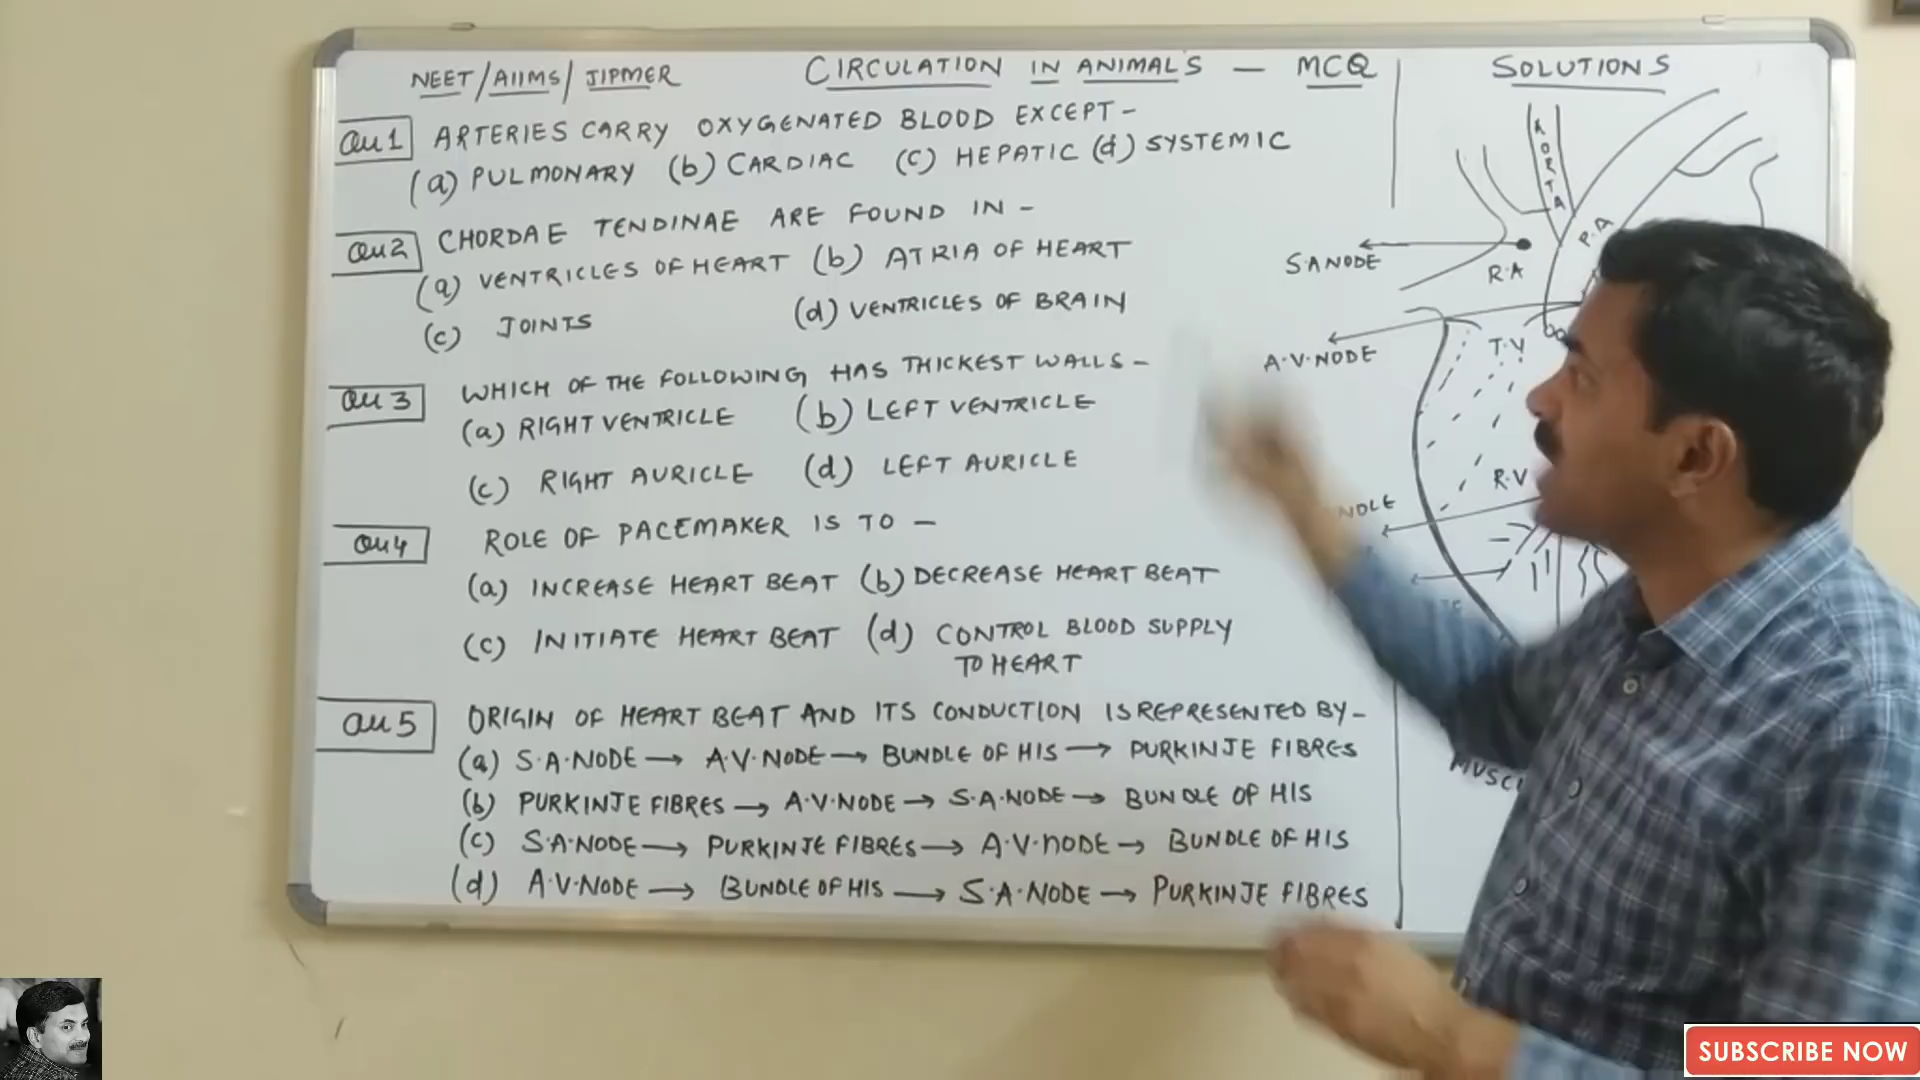 NEET/AIIMS/JIPMER CIRCULATION IN ANIMALS — MCQ SOLUTIONS
QU 1 ARTERIES CARRY OXYGENATED BLOOD EXCEPT -
(a) PULMONARY (b) CARDIAC (c) HEPATIC (d) SYSTEMIC
QU 2 CHORDAE TENDINAE ARE FOUND IN -
(a) VENTRICLES OF HEART (b) ATRIA OF HEART
(c) JOINTS (d) VENTRICLES OF BRAIN
QU 3 WHICH OF THE FOLLOWING HAS THICKEST WALLS -
(a) RIGHT VENTRICLE (b) LEFT VENTRICLE
(c) RIGHT AURICLE (d) LEFT AURICLE
QU 4 ROLE OF PACEMAKER IS TO —
(a) INCREASE HEART BEAT (b) DECREASE HEART BEAT
(c) INITIATE HEART BEAT (d) CONTROL BLOOD SUPPLY
TO HEART
QU 5 ORIGIN OF HEART BEAT AND ITS CONDUCTION IS REPRESENTED BY -
(a) S.A.NODE → A.V.NODE → BUNDLE OF HIS → PURKINJE FIBRES
(b) PURKINJE FIBRES → A.V.NODE → S.A.NODE → BUNDLE OF HIS
(c) S.A.NODE → PURKINJE FIBRES → A.V.NODE → BUNDLE OF HIS
(d) A.V.NODE → BUNDLE OF HIS → S.A.NODE → PURKINJE FIBRES
AORTA
P.A
S.A NODE
R.A
A.V.NODE
T.V
R.V
SUBSCRIBE NOW